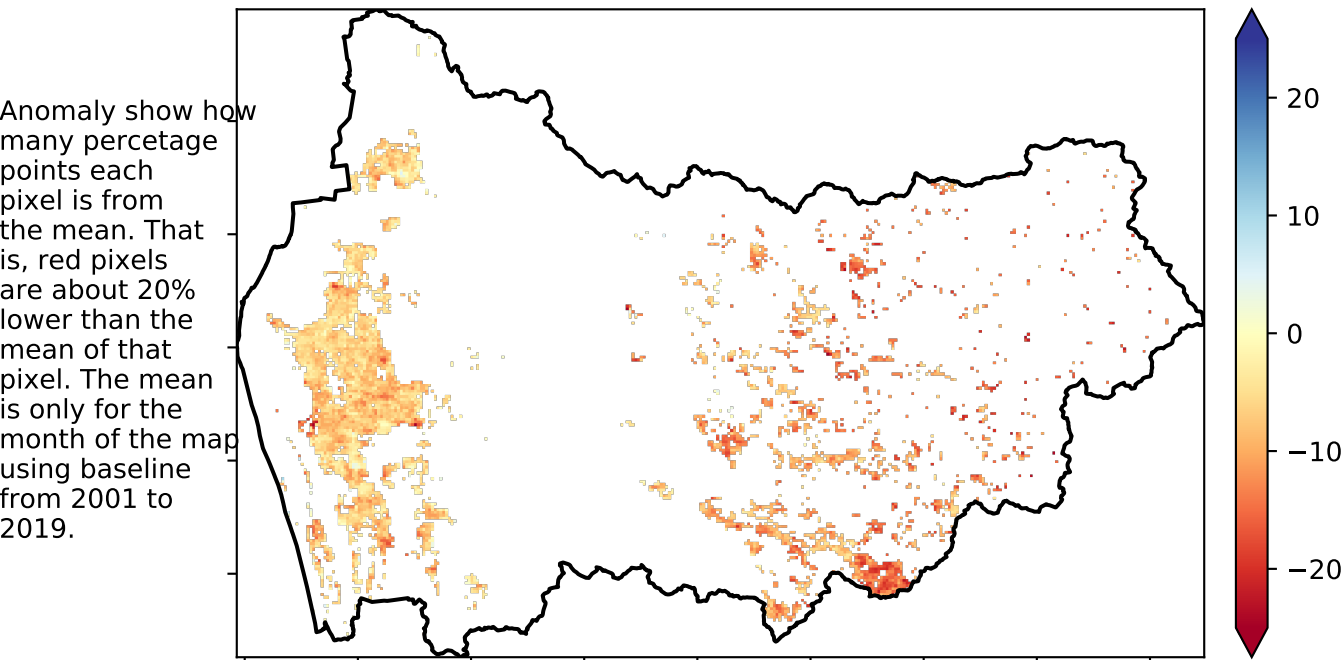 Anomaly show how
many percetage
points each
pixel is from
the mean. That
is, red pixels
are about 20%
lower than the
mean of that
pixel. The mean
is only for the
month of the map
using baseline
from 2001 to
2019.
20
10
0
−10
−20